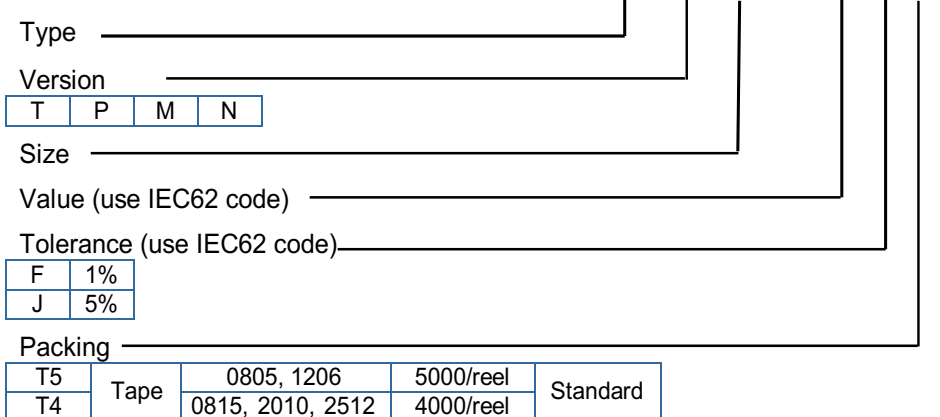 Type
Version
T P M N
Size
Value (use IEC62 code)
Tolerance (use IEC62 code)
F 1%
J 5%
Packing
T5 Tape 0805, 1206 5000/reel Standard
T4 0815, 2010, 2512 4000/reel